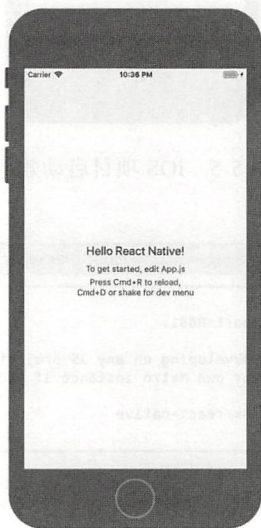 Carrier 10:36 PM
Hello React Native!
To get started, edit App.js
Press Cmd+R to reload,
Cmd+D or shake for dev menu